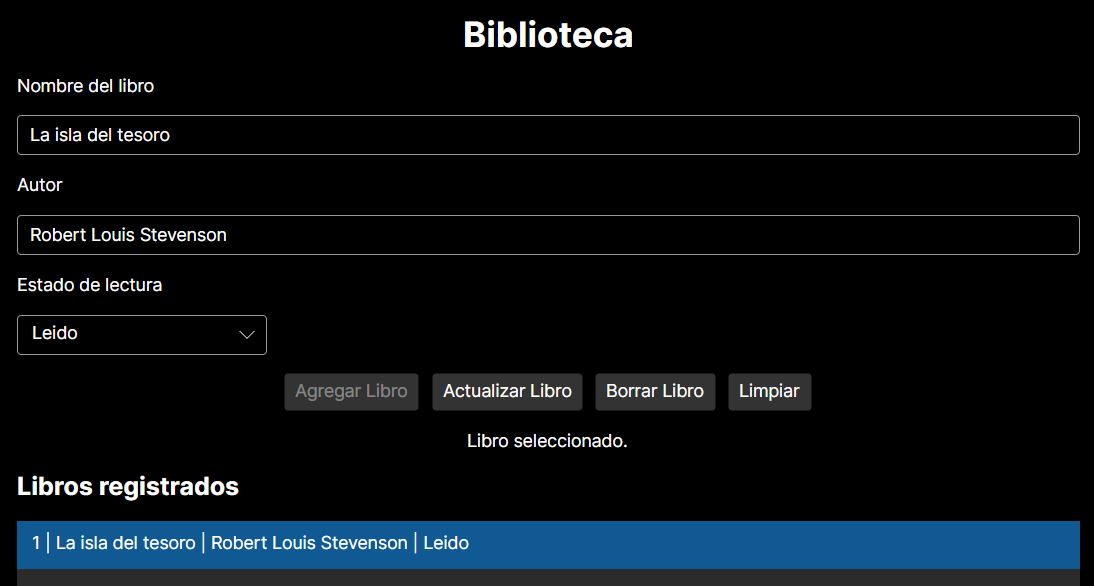 Biblioteca
Nombre del libro
La isla del tesoro
Autor
Robert Louis Stevenson
Estado de lectura
Leido
Agregar Libro Actualizar Libro Borrar Libro Limpiar
Libro seleccionado.
Libros registrados
1 | La isla del tesoro | Robert Louis Stevenson | Leido